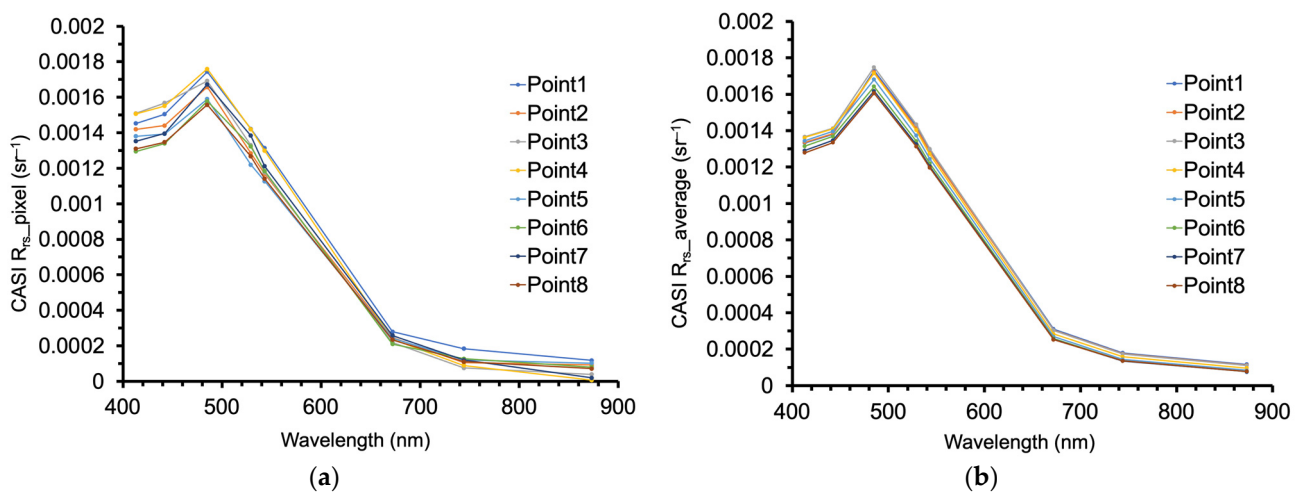 0.002
0.0018
0.0016
0.0014
0.0012
0.001
0.0008
0.0006
0.0004
0.0002
0
CASI Rrs_pixel (sr−1)
400 500 600 700 800 900
Wavelength (nm)
Point1
Point2
Point3
Point4
Point5
Point6
Point7
Point8
(a)
0.002
0.0018
0.0016
0.0014
0.0012
0.001
0.0008
0.0006
0.0004
0.0002
0
CASI Rrs_average (sr−1)
400 500 600 700 800 900
Wavelength (nm)
Point1
Point2
Point3
Point4
Point5
Point6
Point7
Point8
(b)